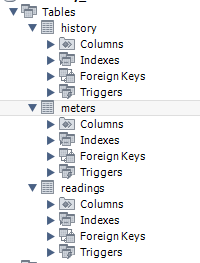 Tables
history
Columns
Indexes
Foreign Keys
Triggers
meters
Columns
Indexes
Foreign Keys
Triggers
readings
Columns
Indexes
Foreign Keys
Triggers